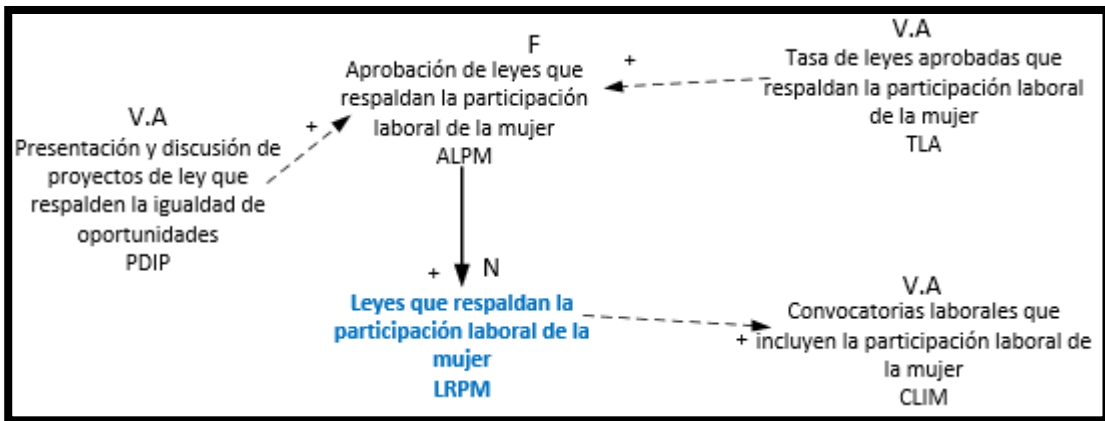 V.A
Presentación y discusión de
proyectos de ley que
respalden la igualdad de
oportunidades
PDIP
+
F
Aprobación de leyes que
respaldan la participación
laboral de la mujer
ALPM
+
V.A
Tasa de leyes aprobadas que
respaldan la participación laboral
de la mujer
TLA
+ N
Leyes que respaldan la
participación laboral de la
mujer
LRPM
V.A
Convocatorias laborales que
+ incluyen la participación laboral de
la mujer
CLIM